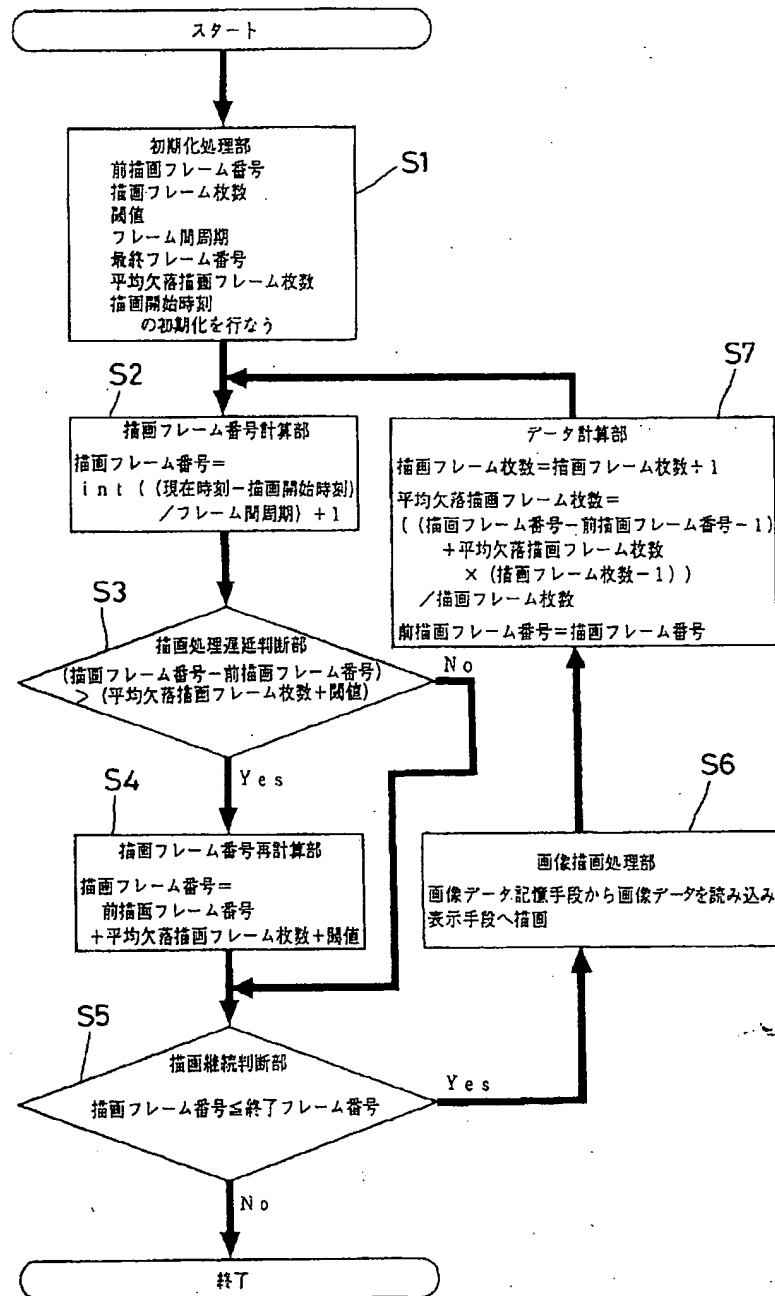 スタート
初期化処理部
前描画フレーム番号
描画フレーム枚数
閾値
フレーム間周期
最終フレーム番号
平均欠落描画フレーム枚数
描画開始時刻
の初期化を行なう
S1
S2
描画フレーム番号計算部
描画フレーム番号=
int((現在時刻-描画開始時刻)
/フレーム間周期)+1
S3
描画処理遅延判断部
(描画フレーム番号-前描画フレーム番号)
>(平均欠落描画フレーム枚数+閾値)
No
Yes
S4
描画フレーム番号再計算部
描画フレーム番号=
前描画フレーム番号
+平均欠落描画フレーム枚数+閾値
S5
描画継続判断部
描画フレーム番号≦終了フレーム番号
Yes
No
終了
S6
画像描画処理部
画像データ記憶手段から画像データを読み込み
表示手段へ描画
S7
データ計算部
描画フレーム枚数=描画フレーム枚数+1
平均欠落描画フレーム枚数=
((描画フレーム番号-前描画フレーム番号-1)
+平均欠落描画フレーム枚数
×(描画フレーム枚数-1))
/描画フレーム枚数
前描画フレーム番号=描画フレーム番号